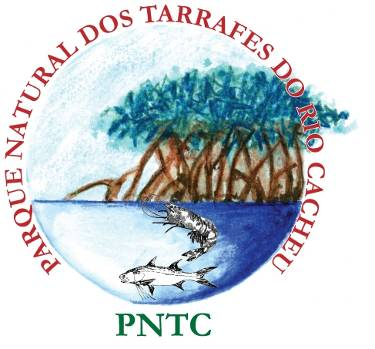 PARQUE NATURAL DOS TARRAFES DO RIO CACHEU
PNTC